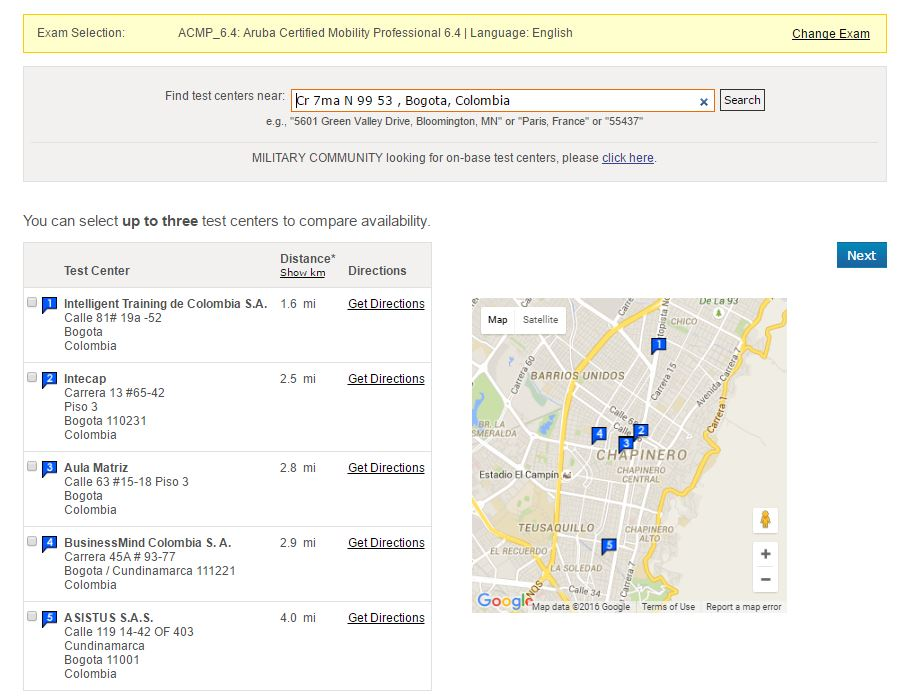 Exam Selection: ACMP_6.4: Aruba Certified Mobility Professional 6.4 | Language: English Change Exam
Find test centers near: Cr 7ma N 99 53 , Bogota, Colombia × Search
e.g., "5601 Green Valley Drive, Bloomington, MN" or "Paris, France" or "55437"
MILITARY COMMUNITY looking for on-base test centers, please click here.
You can select up to three test centers to compare availability.
Next
Test Center Distance* Show km Directions
1 Intelligent Training de Colombia S.A. 1.6 mi Get Directions
Calle 81# 19a -52
Bogota
Colombia
2 Intecap 2.5 mi Get Directions
Carrera 13 #65-42
Piso 3
Bogota 110231
Colombia
3 Aula Matriz 2.8 mi Get Directions
Calle 63 #15-18 Piso 3
Bogota
Colombia
4 BusinessMind Colombia S. A. 2.9 mi Get Directions
Carrera 45A # 93-77
Bogota / Cundinamarca 111221
Colombia
5 ASISTUS S.A.S. 4.0 mi Get Directions
Calle 119 14-42 OF 403
Cundinamarca
Bogota 11001
Colombia
Map Satellite
De La 93
CHICO
1
Carrera 60
BARRIOS UNIDOS
Carrera 15
Avenida Carrera 7
Carrera 1
BR. LA
ESMERALDA
4
2
3
CHAPINERO
CHAPINERO
CENTRAL
Estadio El Campín
TEUSAQUILLO
CHAPINERO
ALTO
5
EL RECUERDO
LA SOLEDAD
Carrera 7
Calle 34
+
−
Google Map data ©2016 Google Terms of Use Report a map error